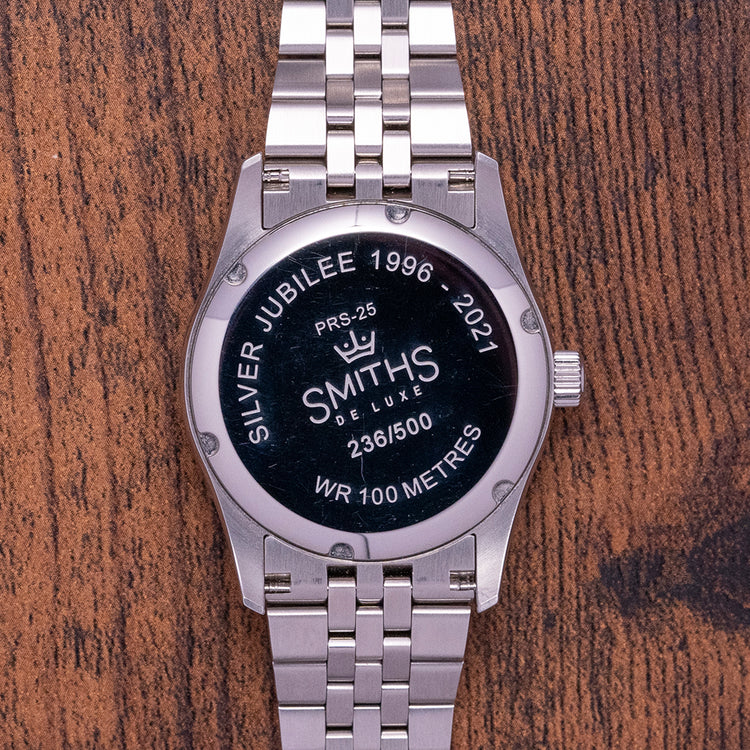 SILVER JUBILEE 1996 - 2021
PRS-25
SMITHS
DE LUXE
236/500
WR 100 METRES